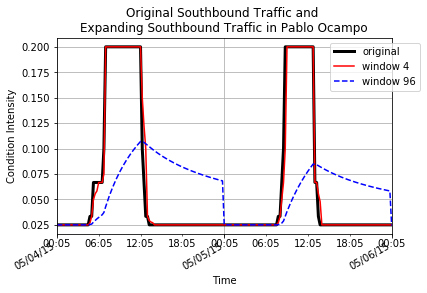 Original Southbound Traffic and
Expanding Southbound Traffic in Pablo Ocampo
original
window 4
window 96
Condition Intensity
0.200
0.175
0.150
0.125
0.100
0.075
0.050
0.025
00:05 06:05 12:05 18:05 00:05 06:05 12:05 18:05 00:05
05/04/15 05/05/15 05/06/15
Time